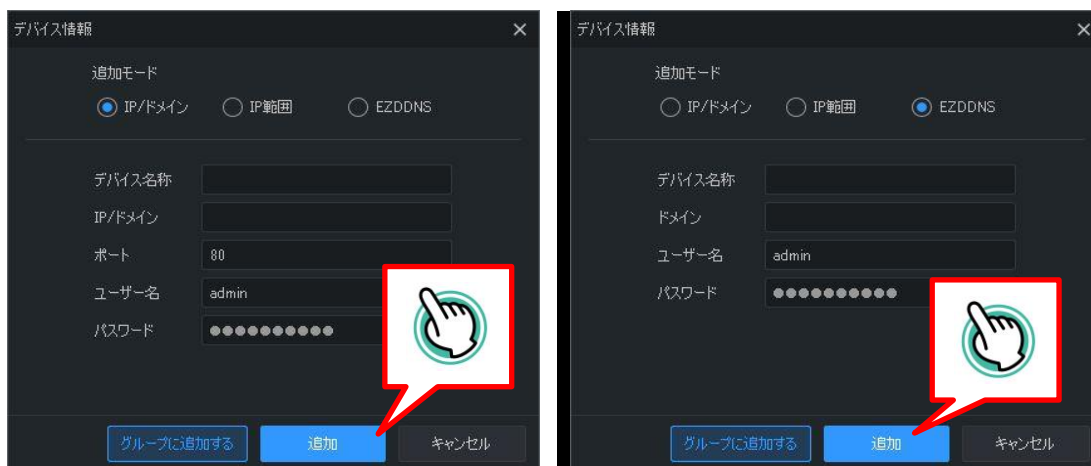 デバイス情報
追加モード
IP/ドメイン IP範囲 EZDDNS
デバイス名称
IP/ドメイン
ポート 80
ユーザー名 admin
パスワード ●●●●●●●●●●
グループに追加する 追加 キャンセル
デバイス情報
追加モード
IP/ドメイン IP範囲 EZDDNS
デバイス名称
ドメイン
ユーザー名 admin
パスワード ●●●●●●●●●●
グループに追加する 追加 キャンセル